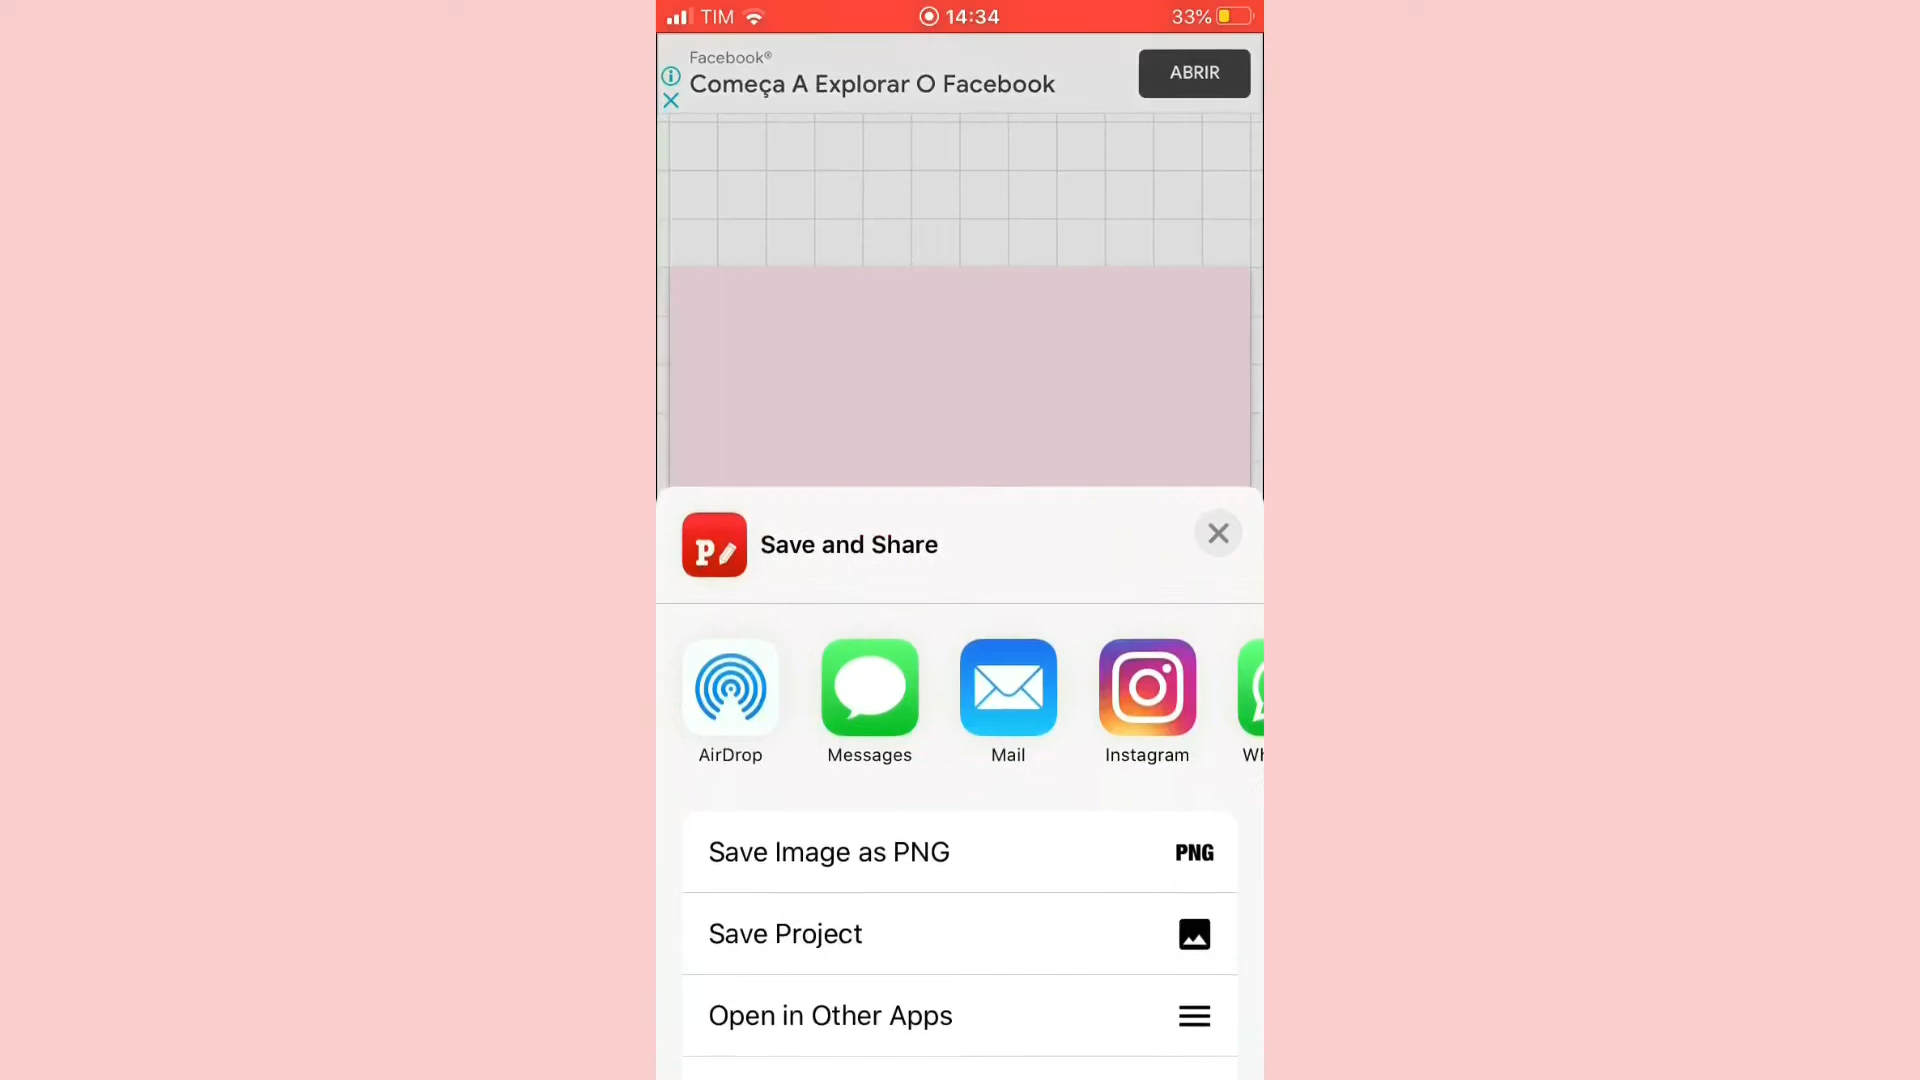 TIM 14:34 33%
Facebook®
Começa A Explorar O Facebook
ABRIR
P
Save and Share
AirDrop Messages Mail Instagram Wh
Save Image as PNG PNG
Save Project
Open in Other Apps